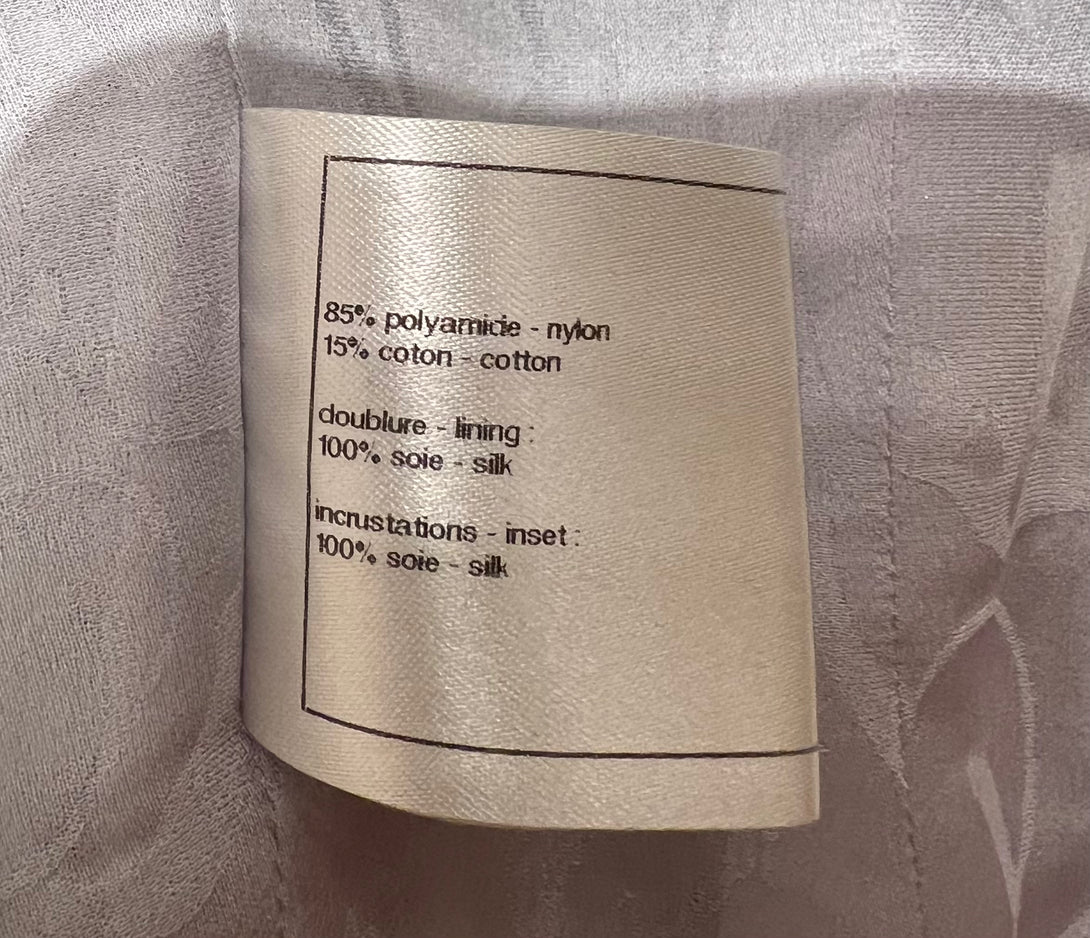 85% polyamide - nylon
15% coton - cotton
doublure - lining :
100% soie - silk
incrustations - inset :
100% soie - silk